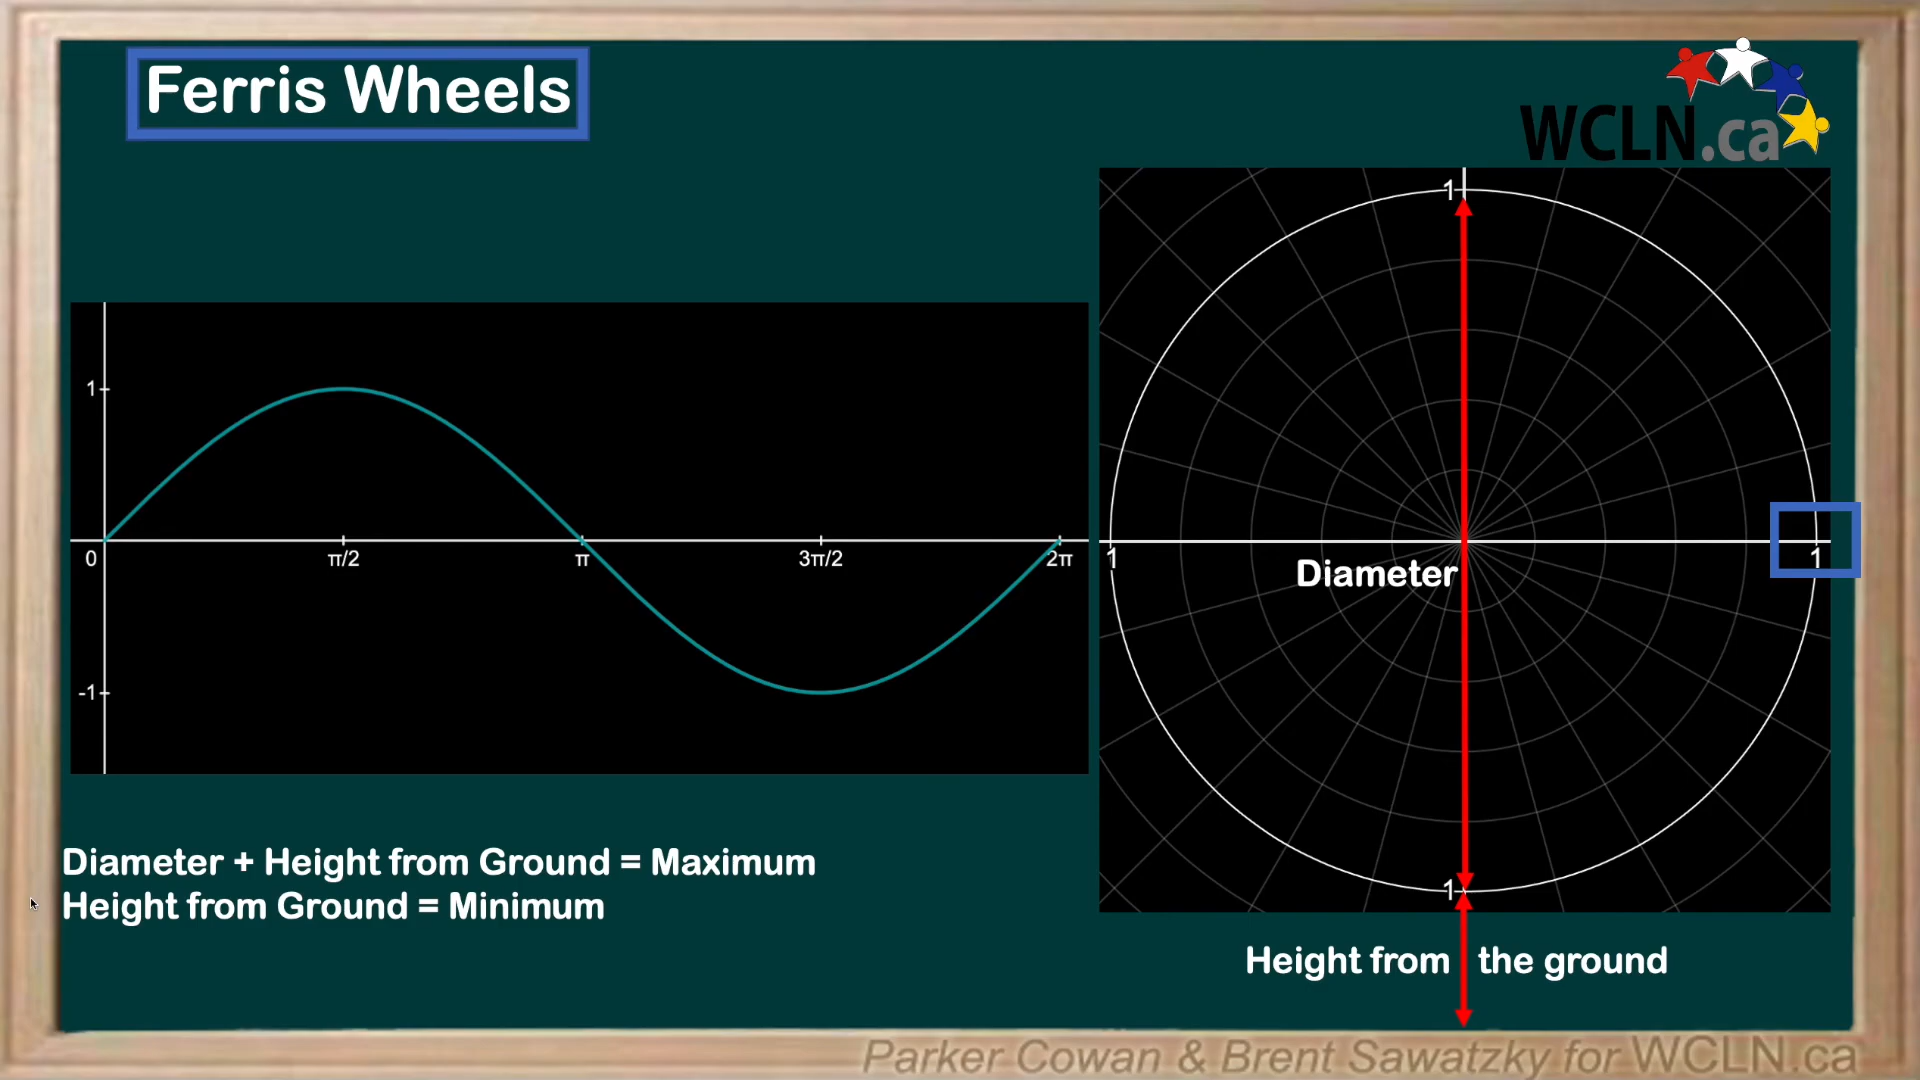 Ferris Wheels
WCLN.ca
1
-1
0
π/2
π
3π/2
2π
1
1
1
1
Diameter
Diameter + Height from Ground = Maximum
Height from Ground = Minimum
Height from the ground
Parker Cowan & Brent Sawatzky for WCLN.ca